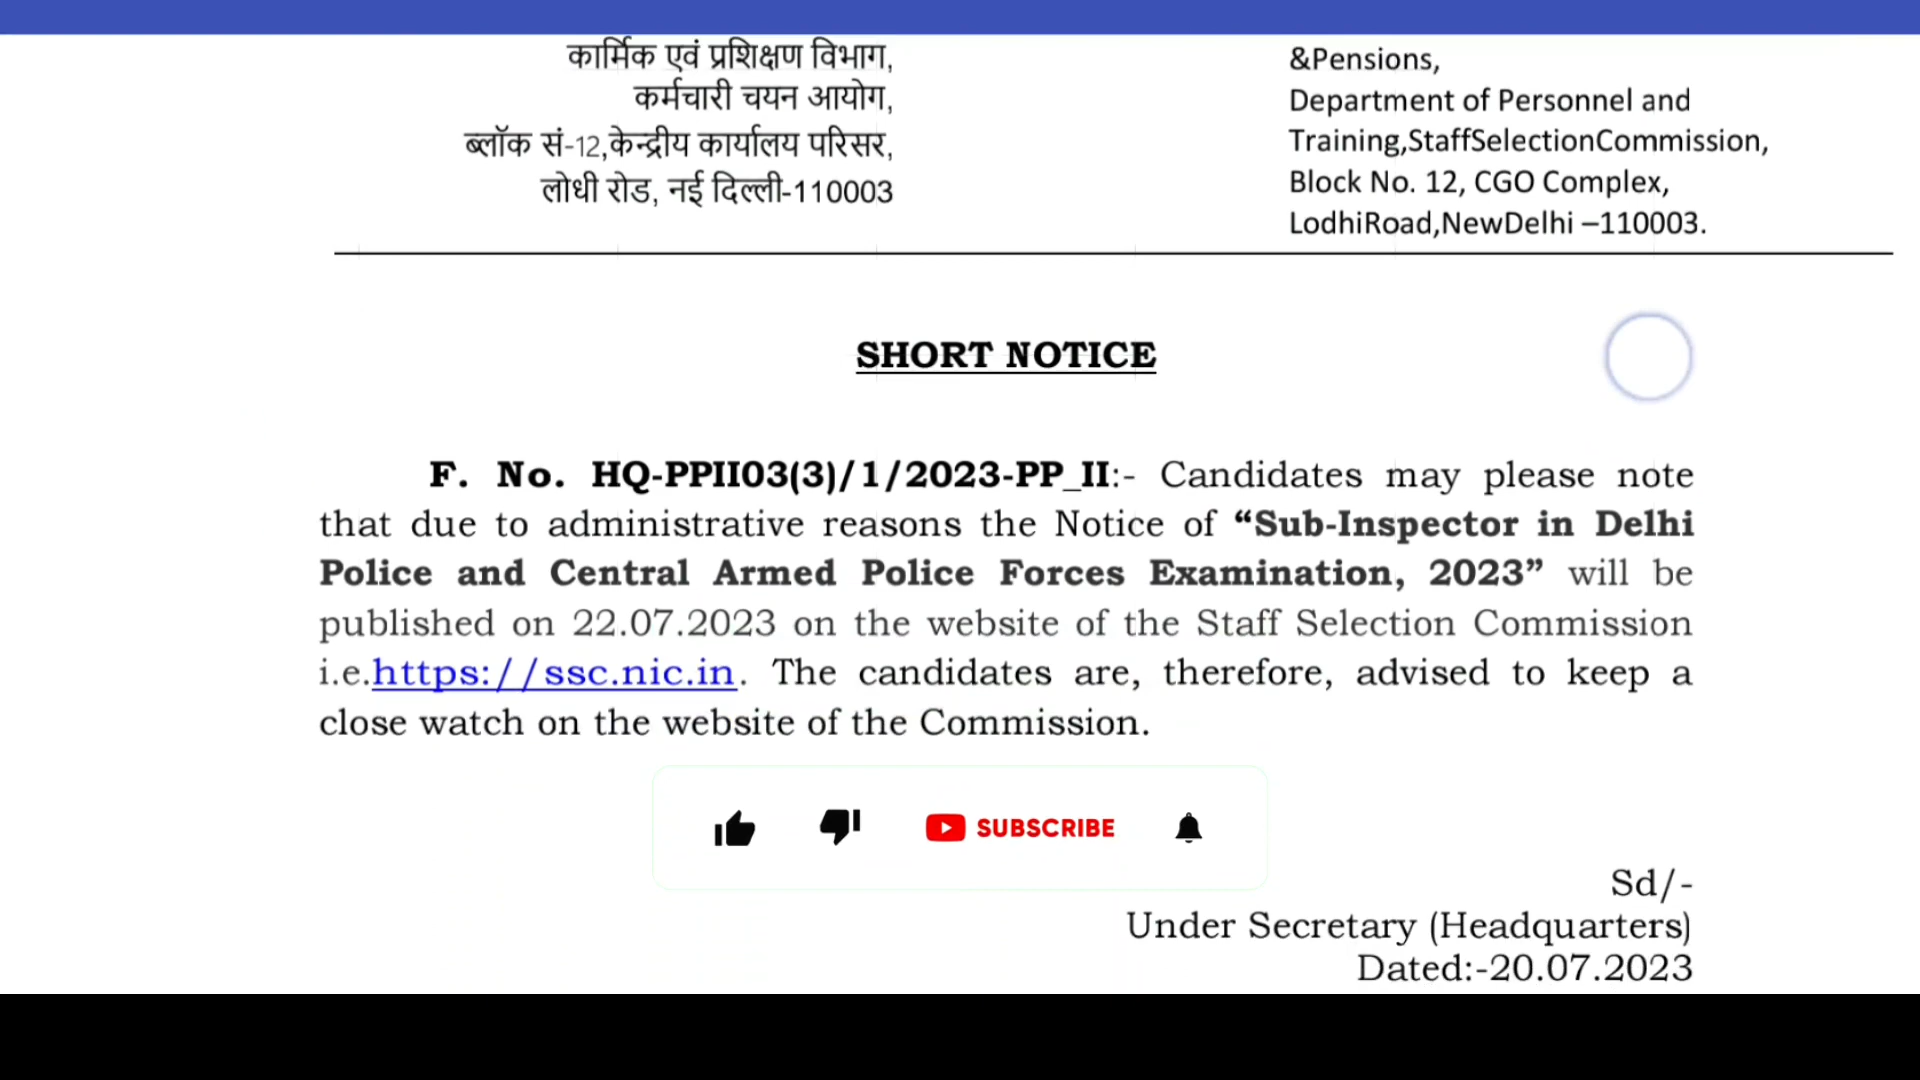 कार्मिक एवं प्रशिक्षण विभाग,
कर्मचारी चयन आयोग,
ब्लॉक सं-12,केन्द्रीय कार्यालय परिसर,
लोधी रोड, नई दिल्ली-110003
&Pensions,
Department of Personnel and
Training,StaffSelectionCommission,
Block No. 12, CGO Complex,
LodhiRoad,NewDelhi –110003.
SHORT NOTICE
F. No. HQ-PPII03(3)/1/2023-PP_II:- Candidates may please note
that due to administrative reasons the Notice of “Sub-Inspector in Delhi
Police and Central Armed Police Forces Examination, 2023” will be
published on 22.07.2023 on the website of the Staff Selection Commission
i.e.https://ssc.nic.in. The candidates are, therefore, advised to keep a
close watch on the website of the Commission.
SUBSCRIBE
Sd/-
Under Secretary (Headquarters)
Dated:-20.07.2023